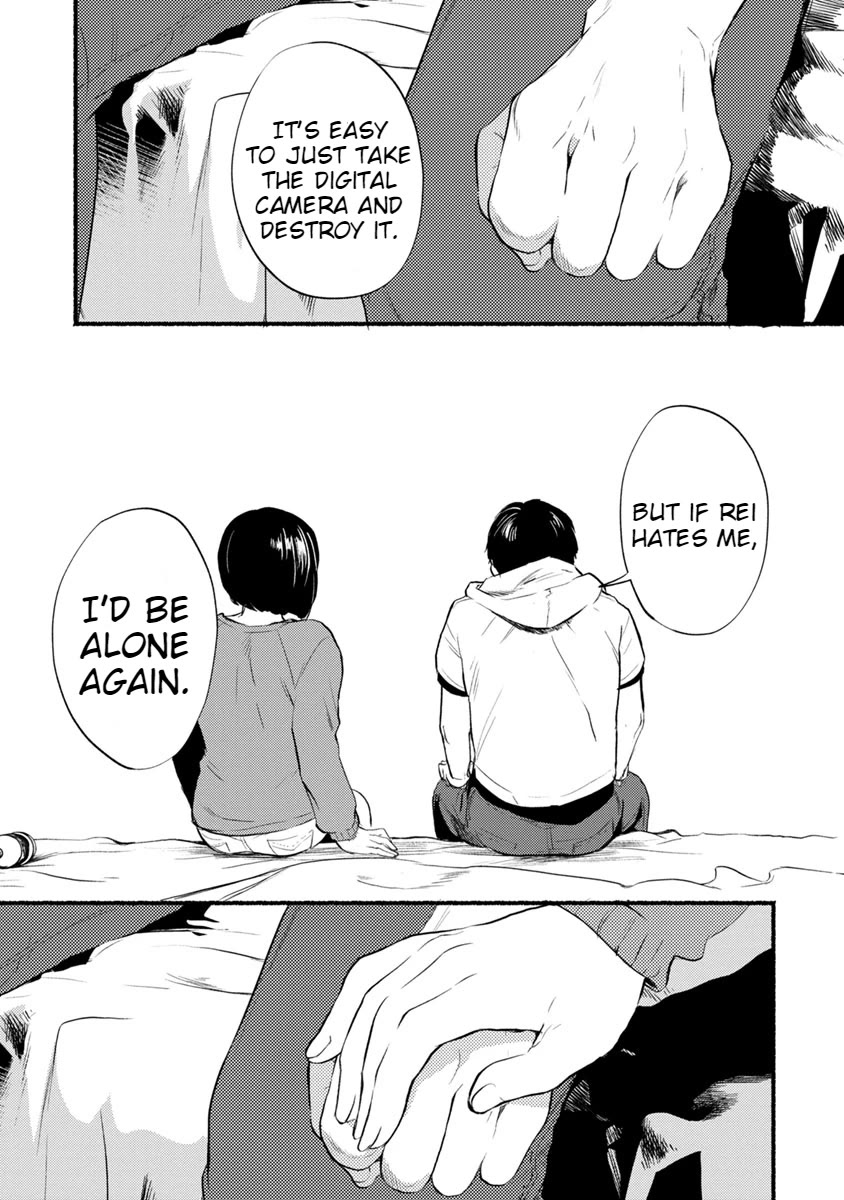 IT'S EASY
TO JUST TAKE
THE DIGITAL
CAMERA AND
DESTROY IT.
BUT IF REI
HATES ME,
I'D BE
ALONE
AGAIN.